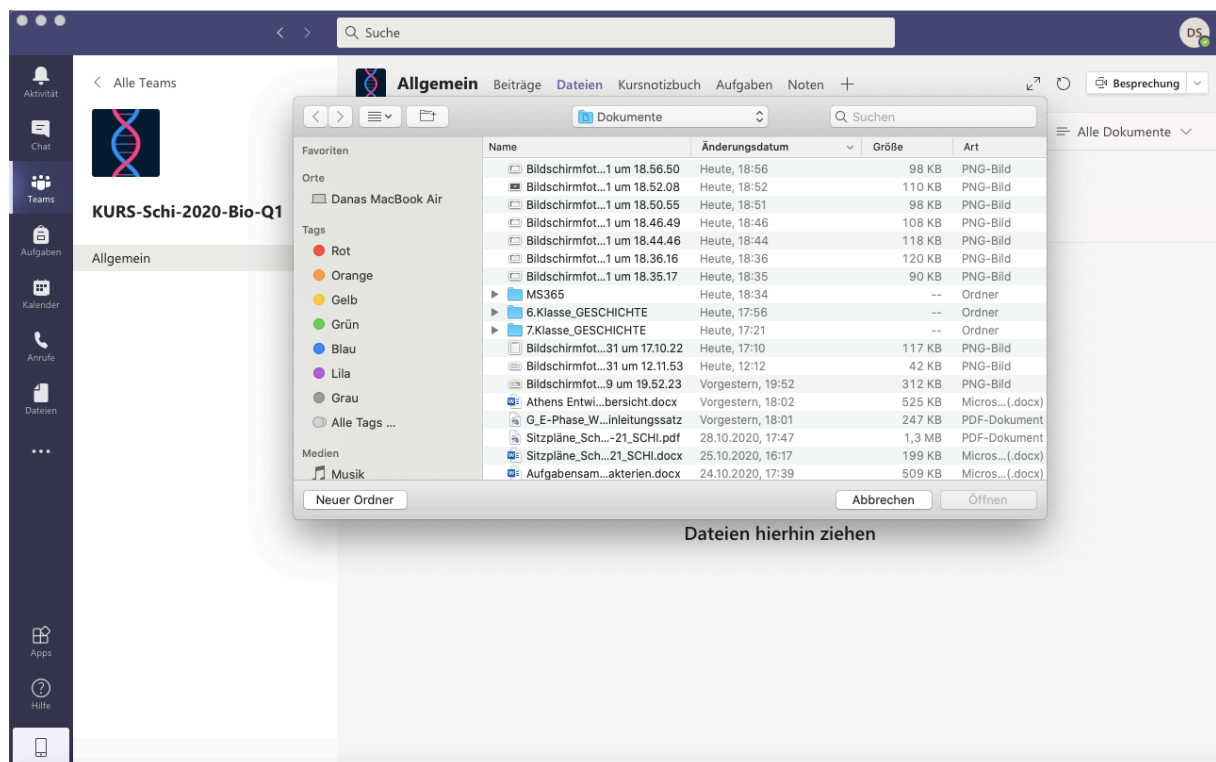 Suche
DS
Aktivität
Chat
Teams
Aufgaben
Kalender
Anrufe
Dateien
Apps
Hilfe
Alle Teams
KURS-Schi-2020-Bio-Q1
Allgemein
Allgemein Beiträge Dateien Kursnotizbuch Aufgaben Noten
Besprechung
Alle Dokumente
Dokumente
Suchen
Favoriten
Orte
Danas MacBook Air
Tags
Rot
Orange
Gelb
Grün
Blau
Lila
Grau
Alle Tags ...
Medien
Musik
Name Änderungsdatum Größe Art
Bildschirmfot...1 um 18.56.50 Heute, 18:56 98 KB PNG-Bild
Bildschirmfot...1 um 18.52.08 Heute, 18:52 110 KB PNG-Bild
Bildschirmfot...1 um 18.50.55 Heute, 18:51 98 KB PNG-Bild
Bildschirmfot...1 um 18.46.49 Heute, 18:46 108 KB PNG-Bild
Bildschirmfot...1 um 18.44.46 Heute, 18:44 118 KB PNG-Bild
Bildschirmfot...1 um 18.36.16 Heute, 18:36 120 KB PNG-Bild
Bildschirmfot...1 um 18.35.17 Heute, 18:35 90 KB PNG-Bild
MS365 Heute, 18:34 -- Ordner
6.Klasse_GESCHICHTE Heute, 17:56 -- Ordner
7.Klasse_GESCHICHTE Heute, 17:21 -- Ordner
Bildschirmfot...31 um 17.10.22 Heute, 17:10 117 KB PNG-Bild
Bildschirmfot...31 um 12.11.53 Heute, 12:12 42 KB PNG-Bild
Bildschirmfot...9 um 19.52.23 Vorgestern, 19:52 312 KB PNG-Bild
Athens Entwi...bersicht.docx Vorgestern, 18:02 525 KB Micros...(.docx)
G_E-Phase_W...inleitungssatz Vorgestern, 18:01 247 KB PDF-Dokument
Sitzpläne_Sch...-21_SCHI.pdf 28.10.2020, 17:47 1,3 MB PDF-Dokument
Sitzpläne_Sch...21_SCHI.docx 25.10.2020, 16:17 199 KB Micros...(.docx)
Aufgabensam...akterien.docx 24.10.2020, 17:39 509 KB Micros...(.docx)
Neuer Ordner
Abbrechen
Öffnen
Dateien hierhin ziehen